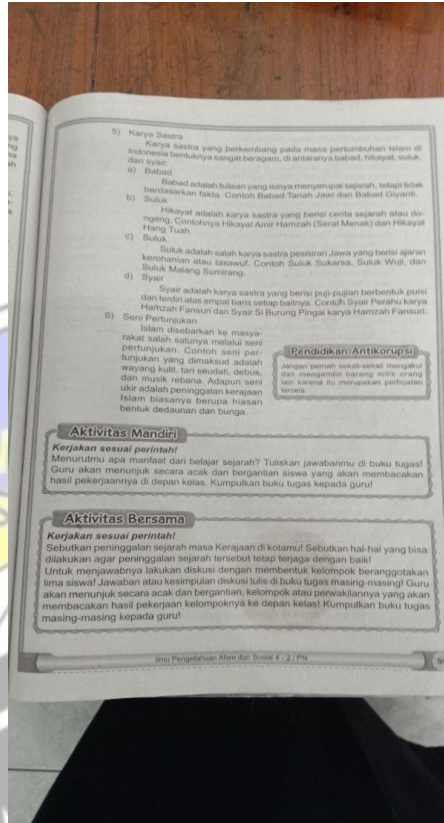 5) Karya Sastra
Karya sastra yang berkembang pada masa pertumbuhan Islam di
Indonesia bentuknya sangat beragam, di antaranya babad, hikayat, suluk,
dan syair.
a) Babad
Babad adalah tulisan yang isinya menyerupai sejarah, tetapi tidak
berdasarkan fakta. Contoh Babad Tanah Jawi dan Babad Giyanti.
b) Suluk
Hikayat adalah karya sastra yang berisi cerita sejarah atau do-
ngeng. Contohnya Hikayat Amir Hamzah (Serat Menak) dan Hikayat
Hang Tuah.
c) Suluk
Suluk adalah salah karya sastra pesisiran Jawa yang berisi ajaran
kerohanian atau tasawuf. Contoh Suluk Sukarsa, Suluk Wuji, dan
Suluk Malang Sumirang.
d) Syair
Syair adalah karya sastra yang berisi puji-pujian berbentuk puisi
dan terdiri atas empat baris setiap baitnya. Contoh Syair Perahu karya
Hamzah Fansuri dan Syair Si Burung Pingai karya Hamzah Fansuri.
6) Seni Pertunjukan
Islam disebarkan ke masya-
rakat salah satunya melalui seni
pertunjukan. Contoh seni per-
tunjukan yang dimaksud adalah
wayang kulit, tari seudati, debus,
dan musik rebana. Adapun seni
ukir adalah peninggalan kerajaan
Islam biasanya berupa hiasan
bentuk dedaunan dan bunga.
Pendidikan Antikorupsi
Jangan pernah sekali-sekali mengakui
dan mengambil barang milik orang
lain karena itu merupakan perbuatan
tercela.
Aktivitas Mandiri
Kerjakan sesuai perintah!
Menurutmu apa manfaat dari belajar sejarah? Tuliskan jawabanmu di buku tugas!
Guru akan menunjuk secara acak dan bergantian siswa yang akan membacakan
hasil pekerjaannya di depan kelas. Kumpulkan buku tugas kepada guru!
Aktivitas Bersama
Kerjakan sesuai perintah!
Sebutkan peninggalan sejarah masa Kerajaan di kotamu! Sebutkan hal-hal yang bisa
dilakukan agar peninggalan sejarah tersebut tetap terjaga dengan baik!
Untuk menjawabnya lakukan diskusi dengan membentuk kelompok beranggotakan
lima siswa! Jawaban atau kesimpulan diskusi tulis di buku tugas masing-masing! Guru
akan menunjuk secara acak dan bergantian, kelompok atau perwakilannya yang akan
membacakan hasil pekerjaan kelompoknya ke depan kelas! Kumpulkan buku tugas
masing-masing kepada guru!
Ilmu Pengetahuan Alam dan Sosial 4 - 2 / PN